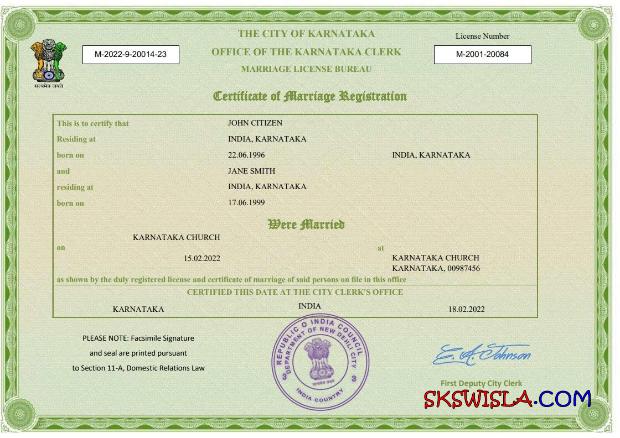 THE CITY OF KARNATAKA
License Number
M-2022-9-20014-23
OFFICE OF THE KARNATAKA CLERK
M-2001-20084
MARRIAGE LICENSE BUREAU
सत्यमेव जयते
Certificate of Marriage Registration
This is to certify that JOHN CITIZEN
Residing at INDIA, KARNATAKA
born on 22.06.1996 INDIA, KARNATAKA
and JANE SMITH
residing at INDIA, KARNATAKA
born on 17.06.1999
Were Married
KARNATAKA CHURCH
on at
15.02.2022 KARNATAKA CHURCH
KARNATAKA, 00987456
as shown by the duly registered license and certificate of marriage of said persons on file in this office
CERTIFIED THIS DATE AT THE CITY CLERK'S OFFICE
KARNATAKA INDIA 18.02.2022
PLEASE NOTE: Facsimile Signature
and seal are printed pursuant
to Section 11-A, Domestic Relations Law
REPUBLIC O INDIA COUNCIL
DEPARTMENT OF NEW DEHLI CITY
INDIA COUNTRY
E. A. Johnson
First Deputy City Clerk
SKSWISLA.COM